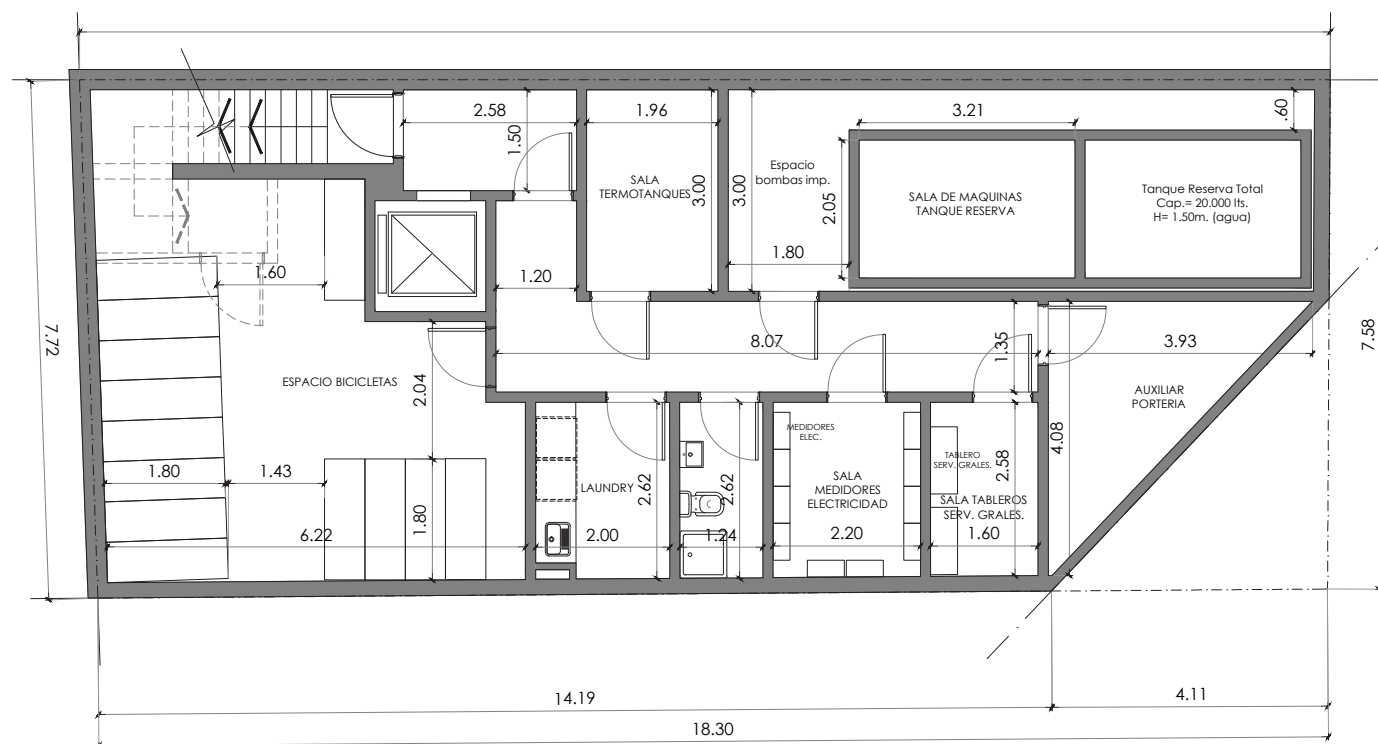 2.58
1.50
1.96
SALA
TERMOTANQUES
3.00
3.00
Espacio
bombas imp.
1.80
2.05
3.21
.60
SALA DE MAQUINAS
TANQUE RESERVA
Tanque Reserva Total
Cap.= 20.000 lts.
H= 1.50m. (agua)
1.60
1.20
7.72
7.58
8.07
1.35
3.93
ESPACIO BICICLETAS
2.04
AUXILIAR
PORTERIA
4.08
1.80
1.43
1.80
6.22
LAUNDRY
2.62
2.00
2.62
1.24
MEDIDORES
ELEC.
SALA
MEDIDORES
ELECTRICIDAD
2.20
TABLERO
SERV. GRALES.
2.58
SALA TABLEROS
SERV. GRALES.
1.60
14.19
4.11
18.30